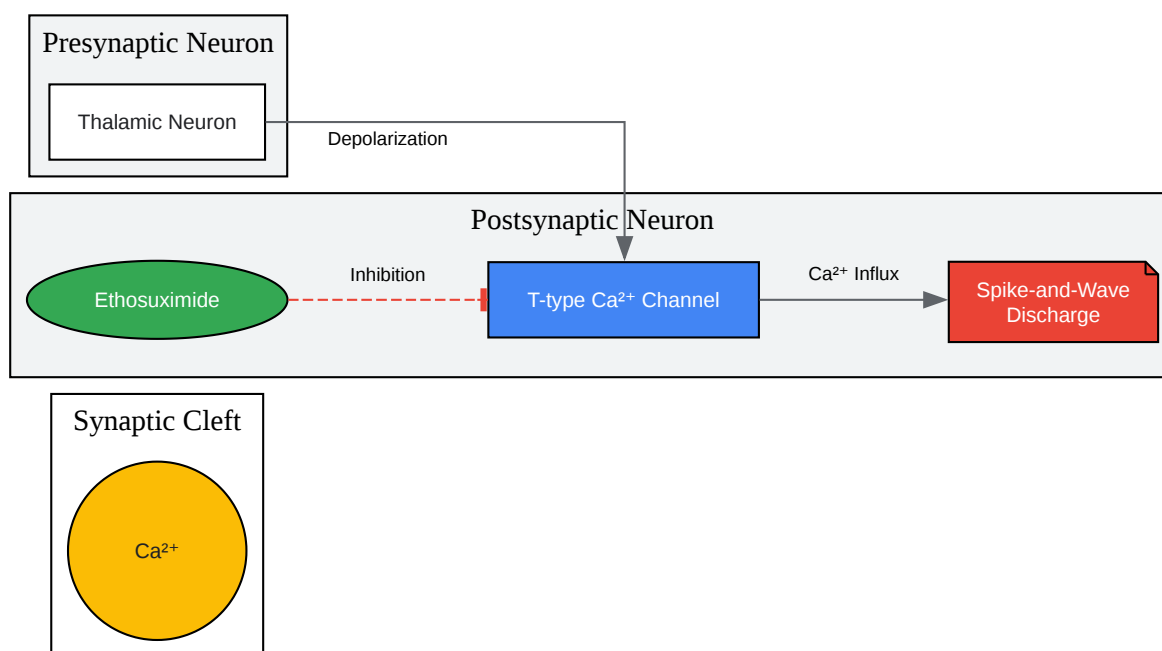 Presynaptic Neuron
Thalamic Neuron
Depolarization
Postsynaptic Neuron
Ethosuximide
Inhibition
T-type Ca²⁺ Channel
Ca²⁺ Influx
Spike-and-Wave
Discharge
Synaptic Cleft
Ca²⁺